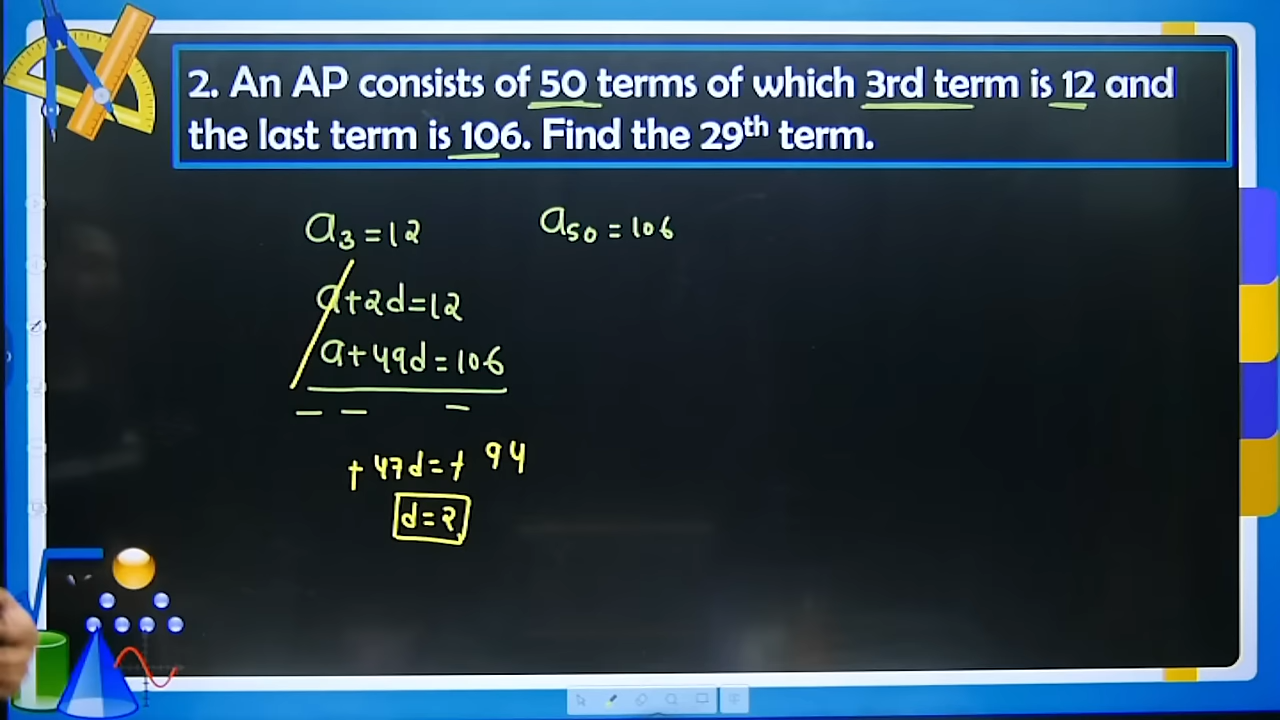 2. An AP consists of 50 terms of which 3rd term is 12 and
the last term is 106. Find the 29th term.
a3 = 12
a50 = 106
a+2d=12
a+49d=106
— — —
+ 47d = + 94
d=2